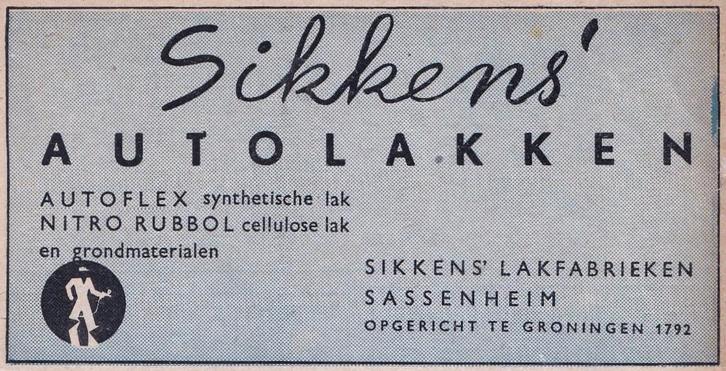 Sikkens'
AUTOLAKKEN
AUTOFLEX synthetische lak
NITRO RUBBOL cellulose lak
en grondmaterialen
SIKKENS' LAKFABRIEKEN
SASSENHEIM
OPGERICHT TE GRONINGEN 1792